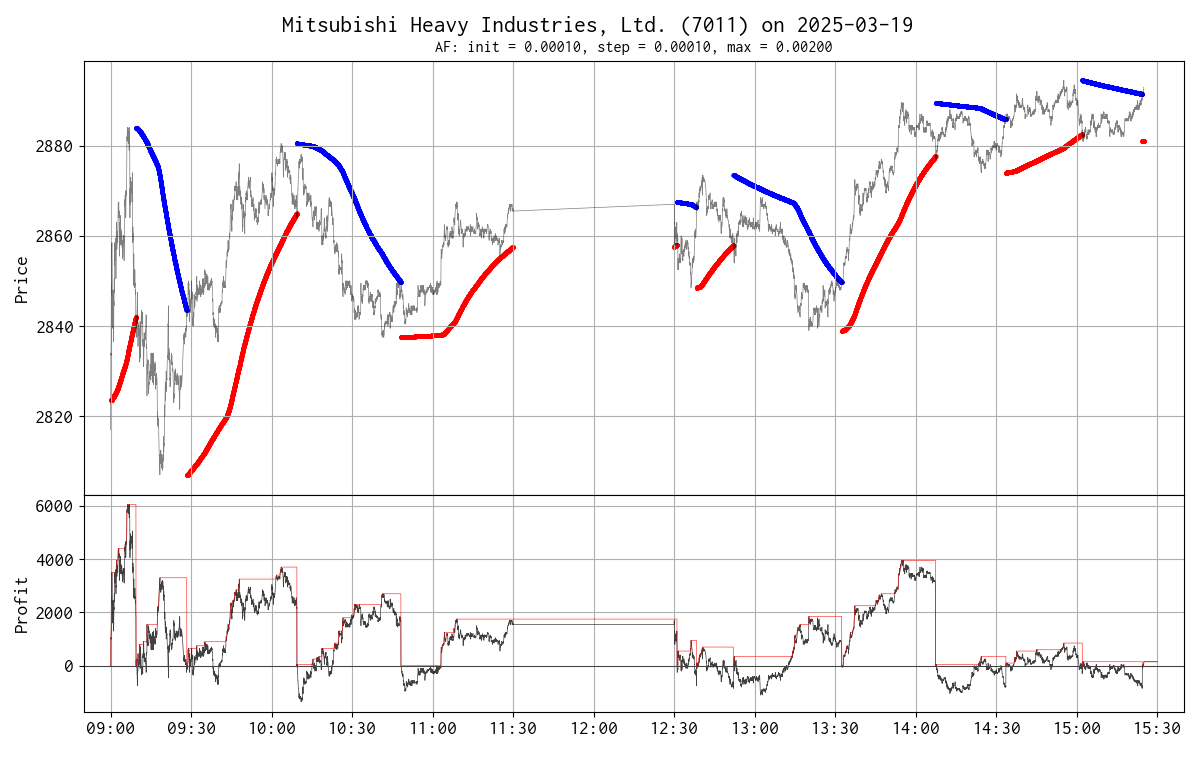 Mitsubishi Heavy Industries, Ltd. (7011) on 2025-03-19
AF: init = 0.00010, step = 0.00010, max = 0.00200
Price
2880
2860
2840
2820
Profit
6000
4000
2000
0
09:00 09:30 10:00 10:30 11:00 11:30 12:00 12:30 13:00 13:30 14:00 14:30 15:00 15:30